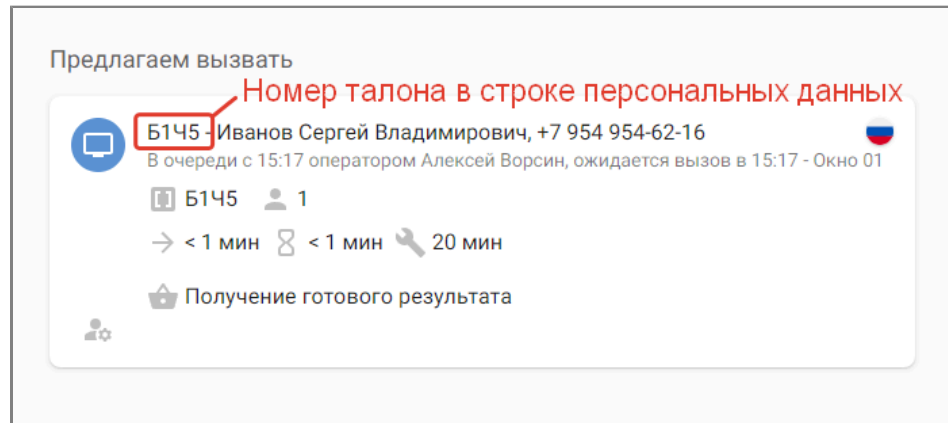 Предлагаем вызвать
Номер талона в строке персональных данных
Б1Ч5 - Иванов Сергей Владимирович, +7 954 954-62-16
В очереди с 15:17 оператором Алексей Ворсин, ожидается вызов в 15:17 - Окно 01
Б1Ч5 1
< 1 мин < 1 мин 20 мин
Получение готового результата